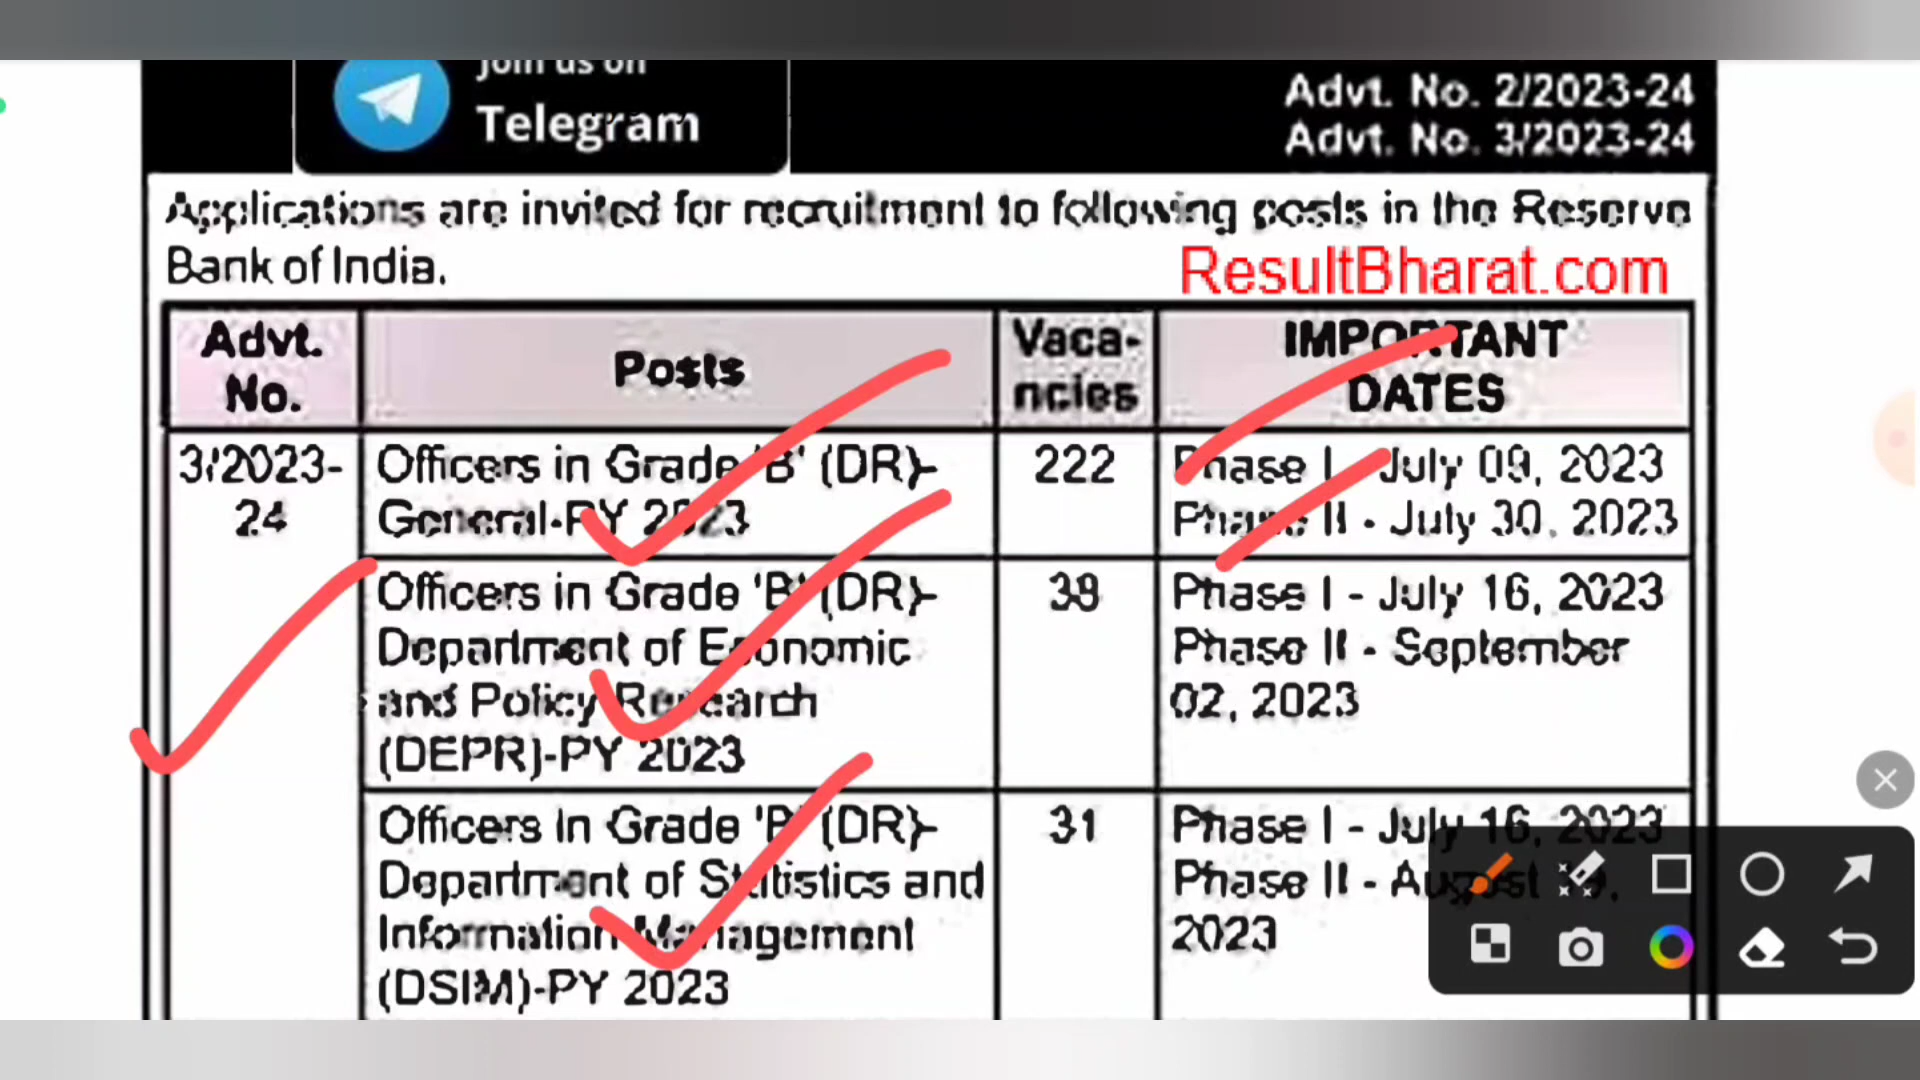 Join us on
Telegram
Advt. No. 2/2023-24
Advt. No. 3/2023-24
Applications are invited for recruitment to following posts in the Reserve
Bank of India.
ResultBharat.com
Advt.
No.
Posts
Vaca-
ncies
IMPORTANT
DATES
3/2023-
24
Officers in Grade 'B' (DR)-
General-PY 2023
222
Phase I - July 09, 2023
Phase II - July 30, 2023
Officers in Grade 'B' (DR)-
Department of Economic
and Policy Research
(DEPR)-PY 2023
38
Phase I - July 16, 2023
Phase II - September
02, 2023
Officers in Grade 'B' (DR)-
Department of Statistics and
Information Management
(DSIM)-PY 2023
31
Phase I - July 16, 2023
Phase II - August
2023